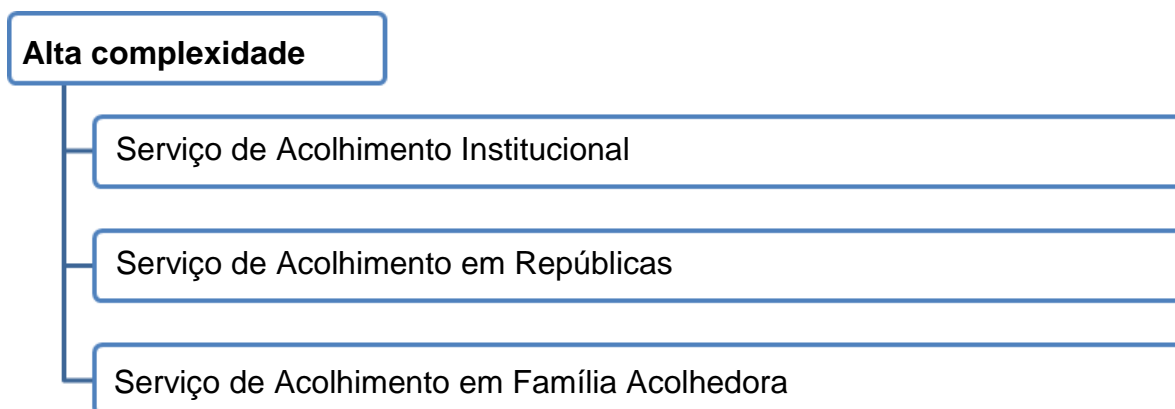 Alta complexidade
Serviço de Acolhimento Institucional
Serviço de Acolhimento em Repúblicas
Serviço de Acolhimento em Família Acolhedora